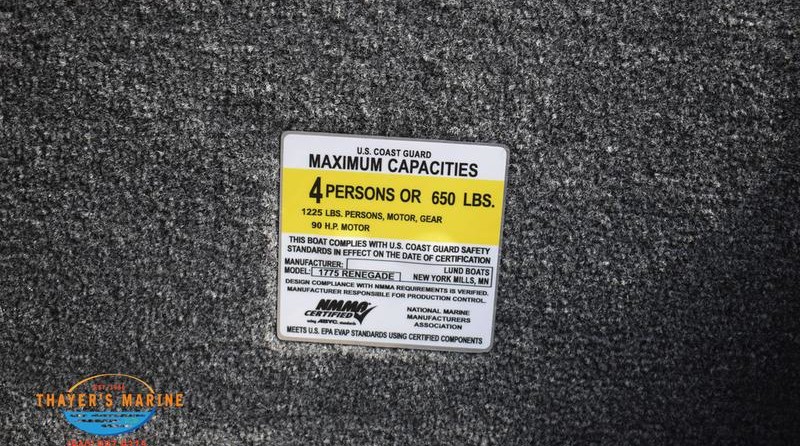 U.S. COAST GUARD
MAXIMUM CAPACITIES
4 PERSONS OR 650 LBS.
1225 LBS. PERSONS, MOTOR, GEAR
90 H.P. MOTOR
THIS BOAT COMPLIES WITH U.S. COAST GUARD SAFETY
STANDARDS IN EFFECT ON THE DATE OF CERTIFICATION
MANUFACTURER: LUND BOATS
MODEL: 1775 RENEGADE NEW YORK MILLS, MN
DESIGN COMPLIANCE WITH NMMA REQUIREMENTS IS VERIFIED.
MANUFACTURER RESPONSIBLE FOR PRODUCTION CONTROL.
NMMA
CERTIFIED
using ABYC standards
NATIONAL MARINE
MANUFACTURERS
ASSOCIATION
MEETS U.S. EPA EVAP STANDARDS USING CERTIFIED COMPONENTS
THAYER'S MARINE